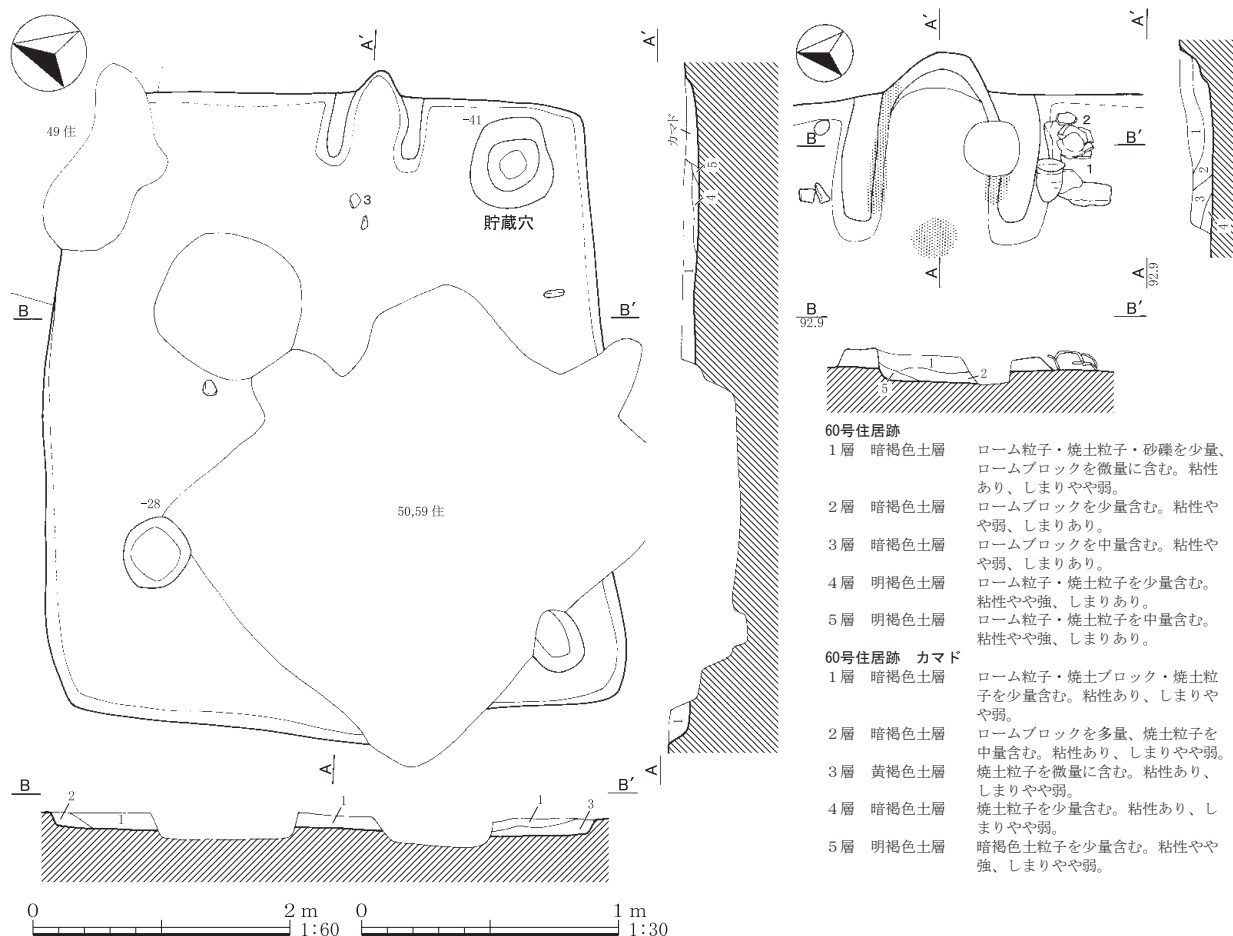 A'
A'
49 住
-41
3
貯蔵穴
カマド
5
4
1
B
B'
-28
50,59 住
1
A
A
B
B'
2
1
1
1
3
0
2 m
1:60
0
1 m
1:30
A'
A'
2
B
B'
1
1
2
3
4
A
A
92.9
B
92.9
B'
1
2
5
60号住居跡
1層 暗褐色土層 ローム粒子・焼土粒子・砂礫を少量、
ロームブロックを微量に含む。粘性
あり、しまりやや弱。
2層 暗褐色土層 ロームブロックを少量含む。粘性や
や弱、しまりあり。
3層 暗褐色土層 ロームブロックを中量含む。粘性や
や弱、しまりあり。
4層 明褐色土層 ローム粒子・焼土粒子を少量含む。
粘性やや強、しまりあり。
5層 明褐色土層 ローム粒子・焼土粒子を中量含む。
粘性やや強、しまりあり。
60号住居跡 カマド
1層 暗褐色土層 ローム粒子・焼土ブロック・焼土粒
子を少量含む。粘性あり、しまりや
や弱。
2層 暗褐色土層 ロームブロックを多量、焼土粒子を
中量含む。粘性あり、しまりやや弱。
3層 黄褐色土層 焼土粒子を微量に含む。粘性あり、
しまりやや弱。
4層 暗褐色土層 焼土粒子を少量含む。粘性あり、し
まりやや弱。
5層 明褐色土層 暗褐色土粒子を少量含む。粘性やや
強、しまりやや弱。